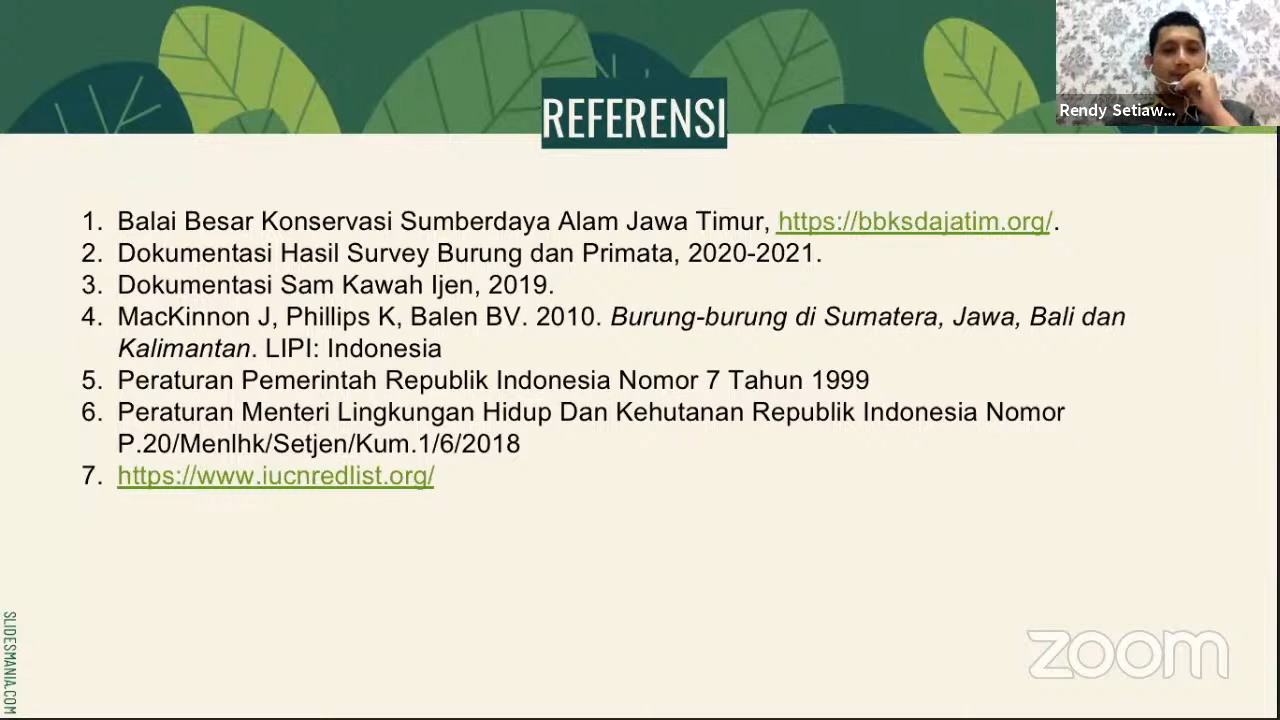 REFERENSI
Rendy Setiaw...
1. Balai Besar Konservasi Sumberdaya Alam Jawa Timur, https://bbksdajatim.org/.
2. Dokumentasi Hasil Survey Burung dan Primata, 2020-2021.
3. Dokumentasi Sam Kawah Ijen, 2019.
4. MacKinnon J, Phillips K, Balen BV. 2010. Burung-burung di Sumatera, Jawa, Bali dan
Kalimantan. LIPI: Indonesia
5. Peraturan Pemerintah Republik Indonesia Nomor 7 Tahun 1999
6. Peraturan Menteri Lingkungan Hidup Dan Kehutanan Republik Indonesia Nomor
P.20/Menlhk/Setjen/Kum.1/6/2018
7. https://www.iucnredlist.org/
SLIDESMANIA.COM
zoom